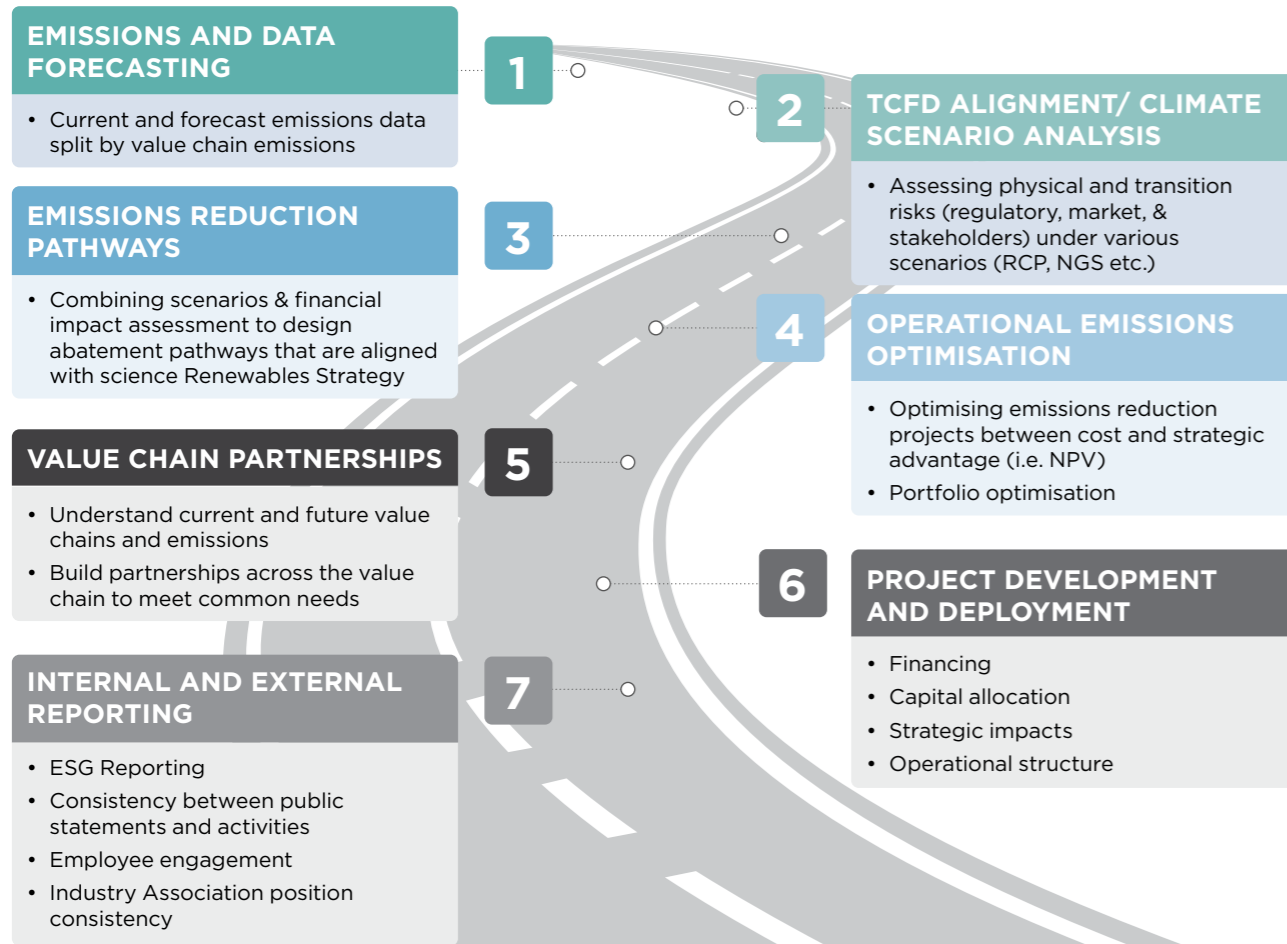 EMISSIONS AND DATA
FORECASTING
• Current and forecast emissions data
split by value chain emissions
1
2
TCFD ALIGNMENT/ CLIMATE
SCENARIO ANALYSIS
• Assessing physical and transition
risks (regulatory, market, &
stakeholders) under various
scenarios (RCP, NGS etc.)
EMISSIONS REDUCTION
PATHWAYS
• Combining scenarios & financial
impact assessment to design
abatement pathways that are aligned
with science Renewables Strategy
3
4
OPERATIONAL EMISSIONS
OPTIMISATION
• Optimising emissions reduction
projects between cost and strategic
advantage (i.e. NPV)
• Portfolio optimisation
VALUE CHAIN PARTNERSHIPS
• Understand current and future value
chains and emissions
• Build partnerships across the value
chain to meet common needs
5
6
PROJECT DEVELOPMENT
AND DEPLOYMENT
• Financing
• Capital allocation
• Strategic impacts
• Operational structure
INTERNAL AND EXTERNAL
REPORTING
• ESG Reporting
• Consistency between public
statements and activities
• Employee engagement
• Industry Association position
consistency
7